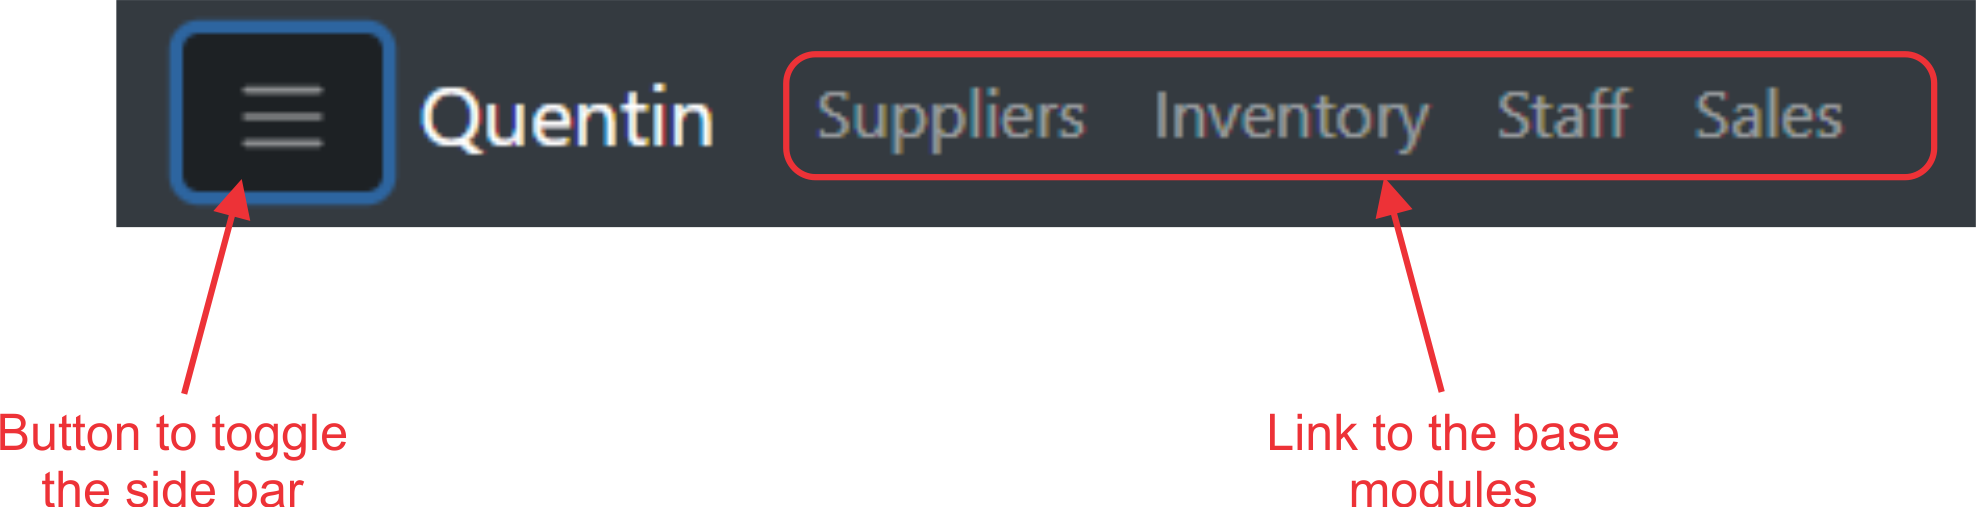 Quentin Suppliers Inventory Staff Sales
Button to toggle
the side bar
Link to the base
modules